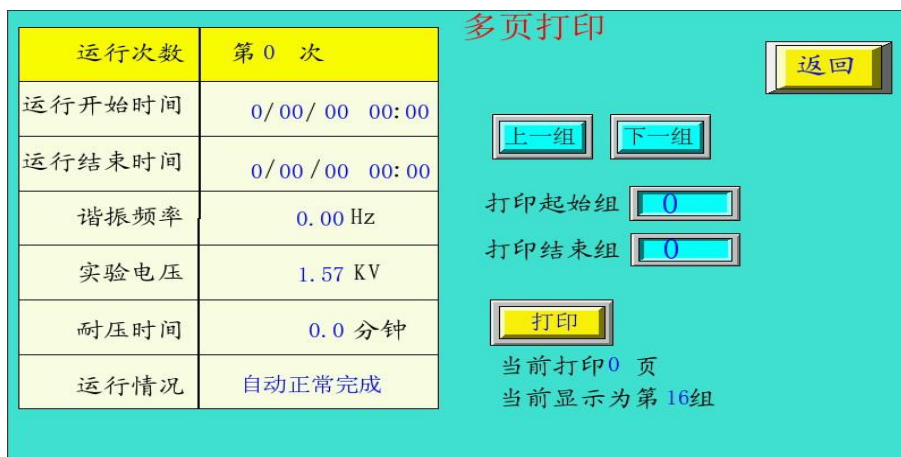 多页打印
运行次数 第 0 次
返回
运行开始时间 0/00/00 00:00
上一组 下一组
运行结束时间 0/00/00 00:00
谐振频率 0.00 Hz
打印起始组 0
打印结束组 0
实验电压 1.57 KV
耐压时间 0.0 分钟
打印
当前打印0 页
运行情况 自动正常完成
当前显示为第 16组